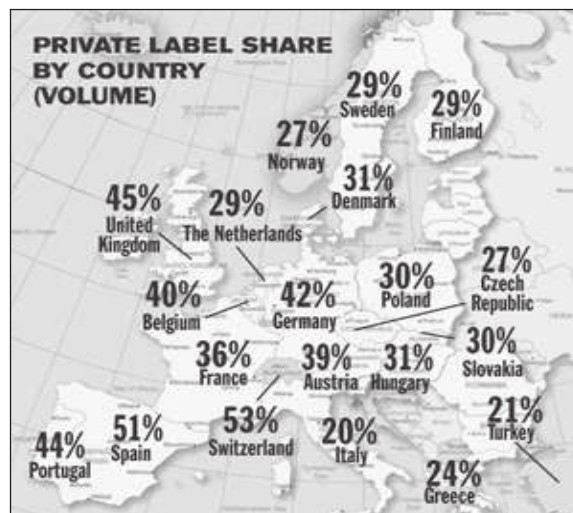 PRIVATE LABEL SHARE
BY COUNTRY
(VOLUME)
29%
Sweden
29%
Finland
27%
Norway
31%
Denmark
45%
United
Kingdom
29%
The Netherlands
27%
Czech
Republic
30%
Poland
40%
Belgium
42%
Germany
30%
Slovakia
36%
France
39%
Austria
31%
Hungary
53%
Switzerland
51%
Spain
44%
Portugal
20%
Italy
21%
Turkey
24%
Greece